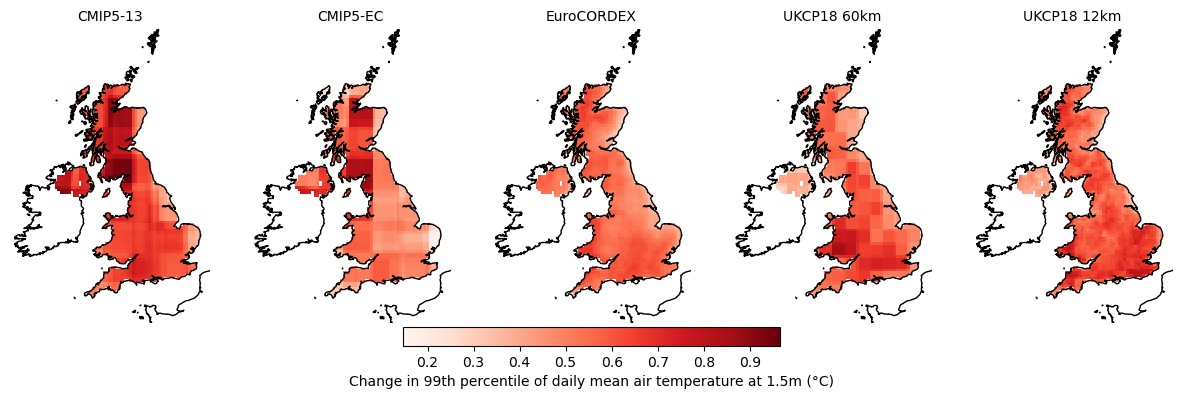 CMIP5-13 CMIP5-EC EuroCORDEX UKCP18 60km UKCP18 12km
0.2 0.3 0.4 0.5 0.6 0.7 0.8 0.9
Change in 99th percentile of daily mean air temperature at 1.5m (°C)